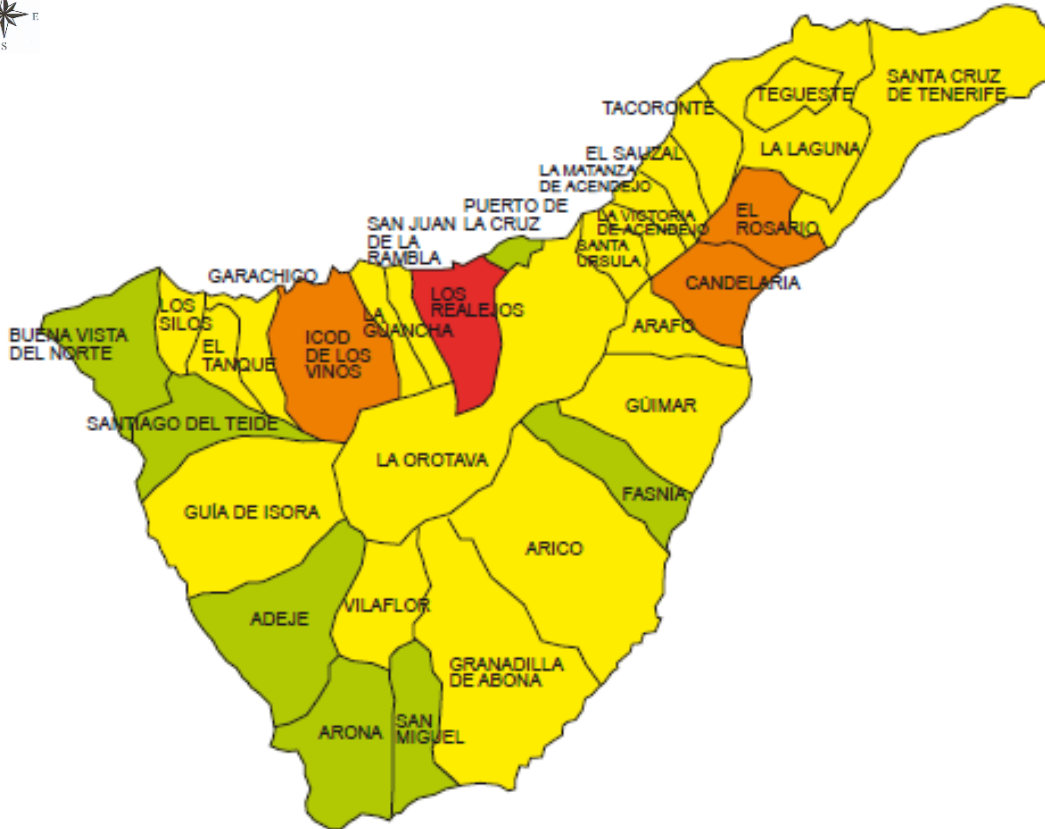 E
S
SANTA CRUZ
DE TENERIFE
TEGUESTE
TACORONTE
LA LAGUNA
EL SAUZAL
LA MATANZA
DE ACENDEJO
PUERTO DE
LA CRUZ
LA VICTORIA
DE ACENDEJO
EL
ROSARIO
SAN JUAN
DE LA
RAMBLA
SANTA
URSULA
GARACHICO
CANDELARIA
LOS
REALEJOS
LOS
SILOS
LA
GUANCHA
ARAFO
BUENA VISTA
DEL NORTE
EL
TANQUE
ICOD
DE LOS
VINOS
GÜIMAR
SANTIAGO DEL TEIDE
LA OROTAVA
FASNIA
GUÍA DE ISORA
ARICO
ADEJE
VILAFLOR
GRANADILLA
DE ABONA
ARONA
SAN
MIGUEL